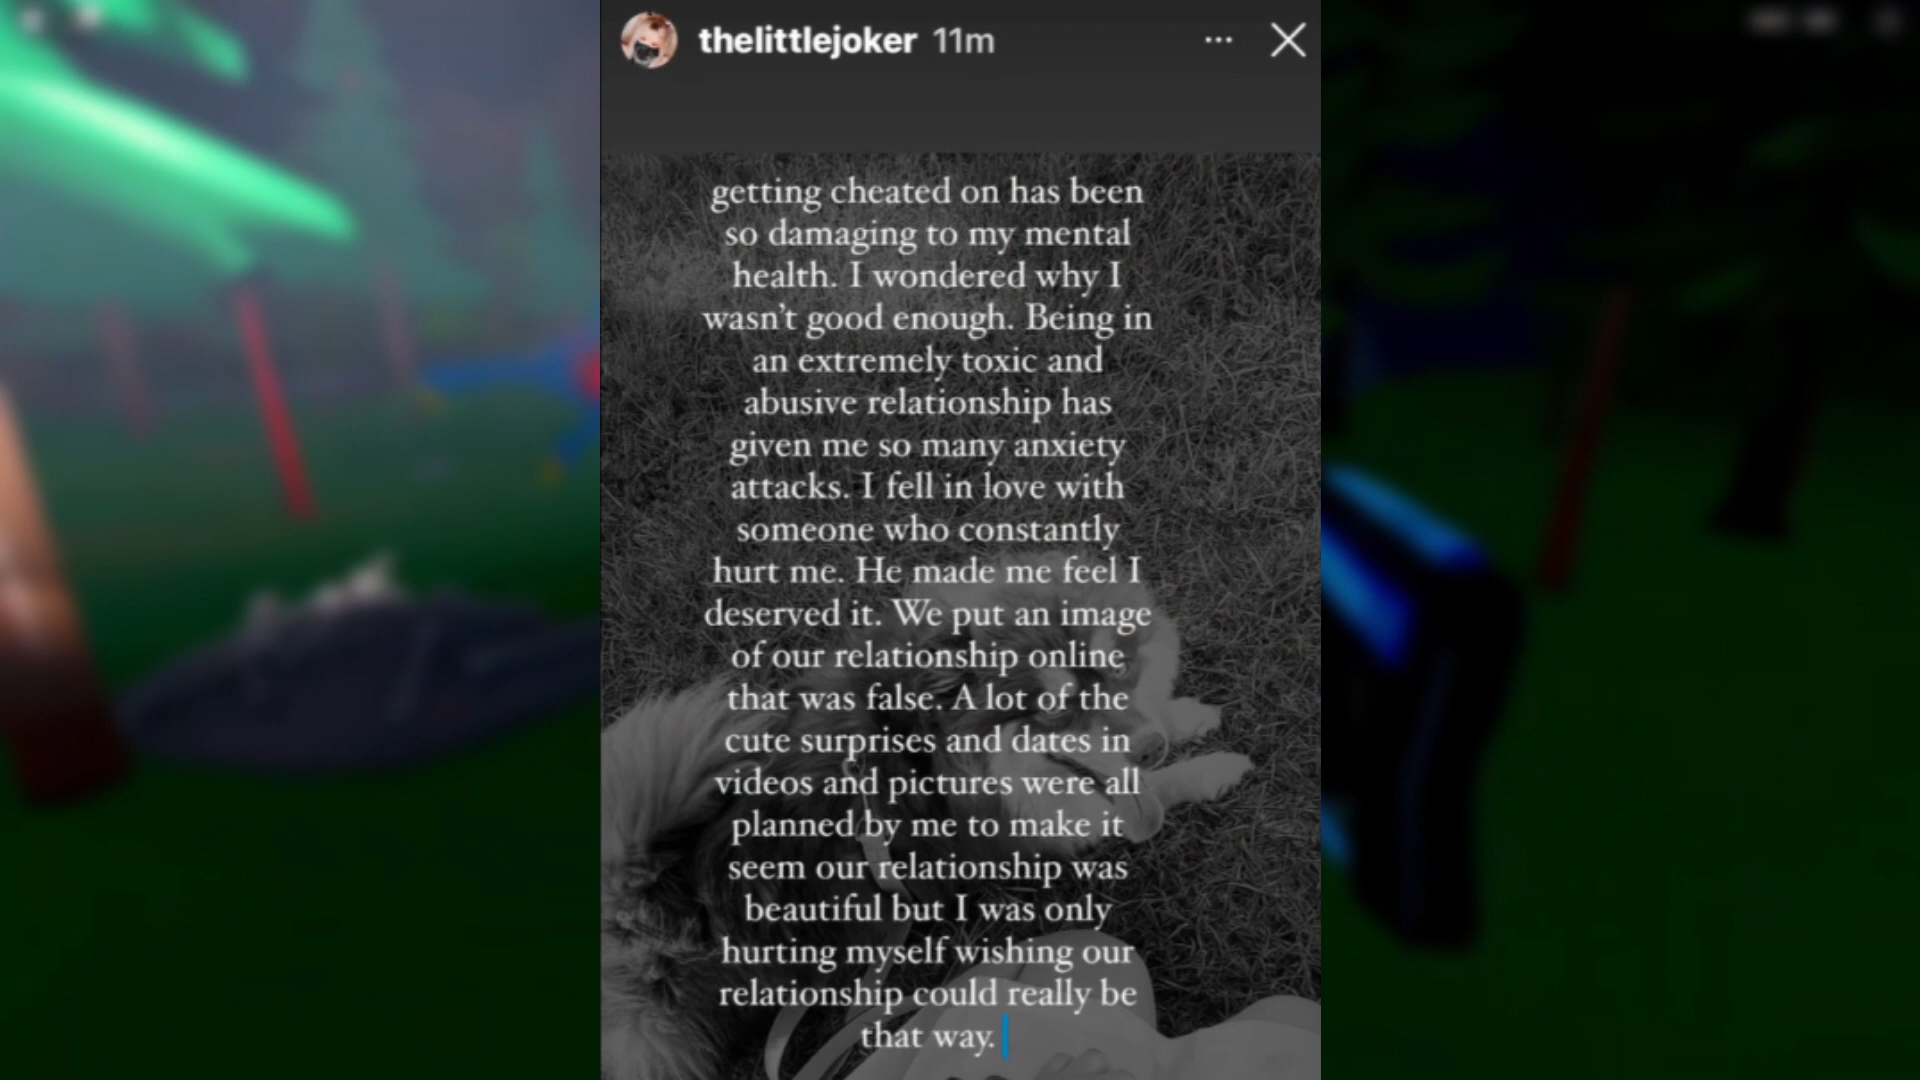 thelittlejoker 11m
getting cheated on has been
so damaging to my mental
health. I wondered why I
wasn't good enough. Being in
an extremely toxic and
abusive relationship has
given me so many anxiety
attacks. I fell in love with
someone who constantly
hurt me. He made me feel I
deserved it. We put an image
of our relationship online
that was false. A lot of the
cute surprises and dates in
videos and pictures were all
planned by me to make it
seem our relationship was
beautiful but I was only
hurting myself wishing our
relationship could really be
that way.